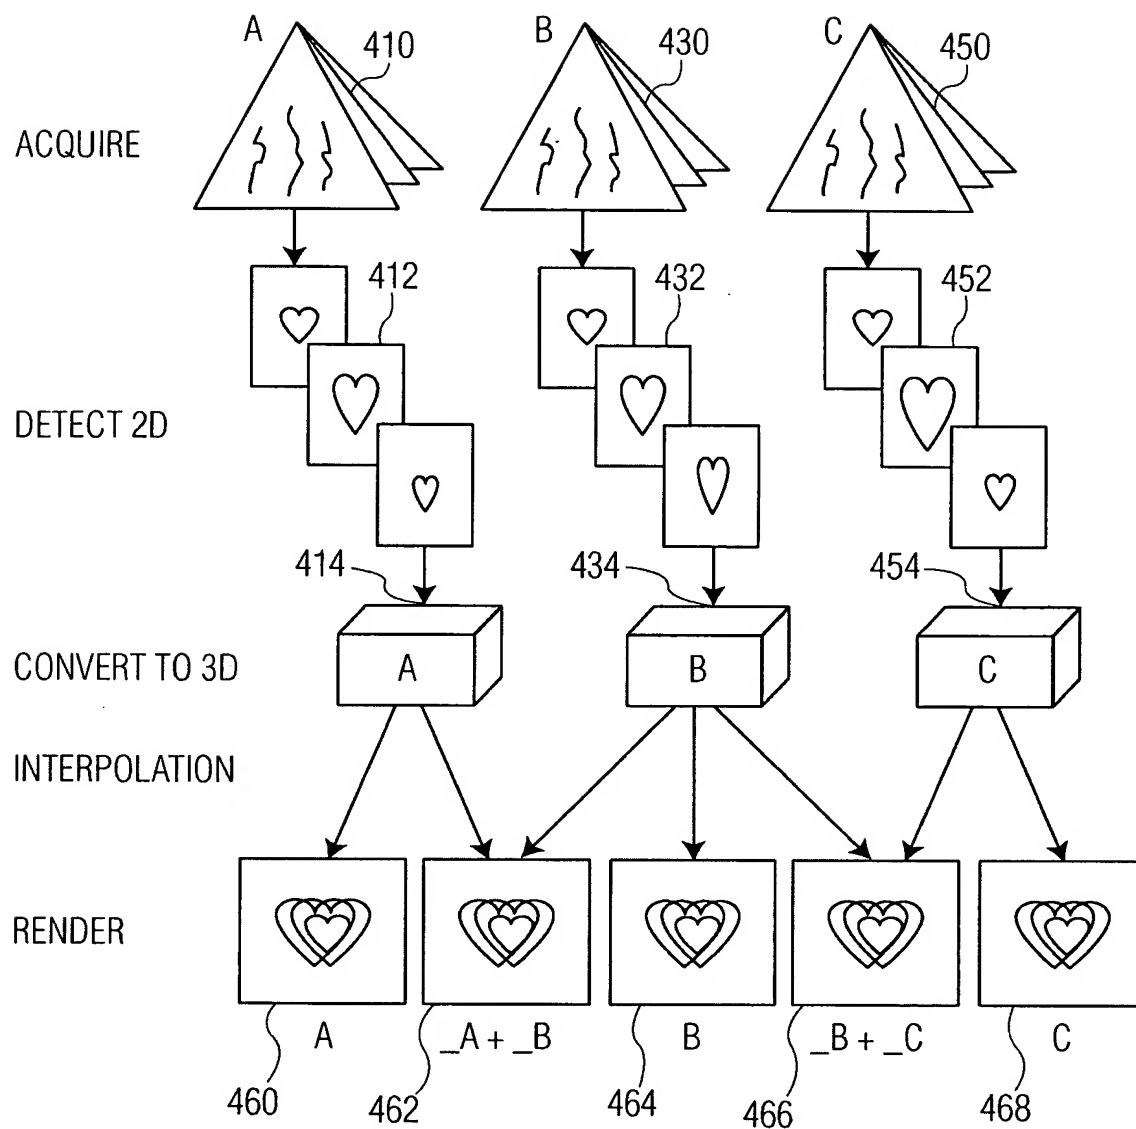 A B C
410 430 450
ACQUIRE
412 432 452
DETECT 2D
414 434 454
CONVERT TO 3D A B C
INTERPOLATION
RENDER
A _A + _B B _B + _C C
460 462 464 466 468